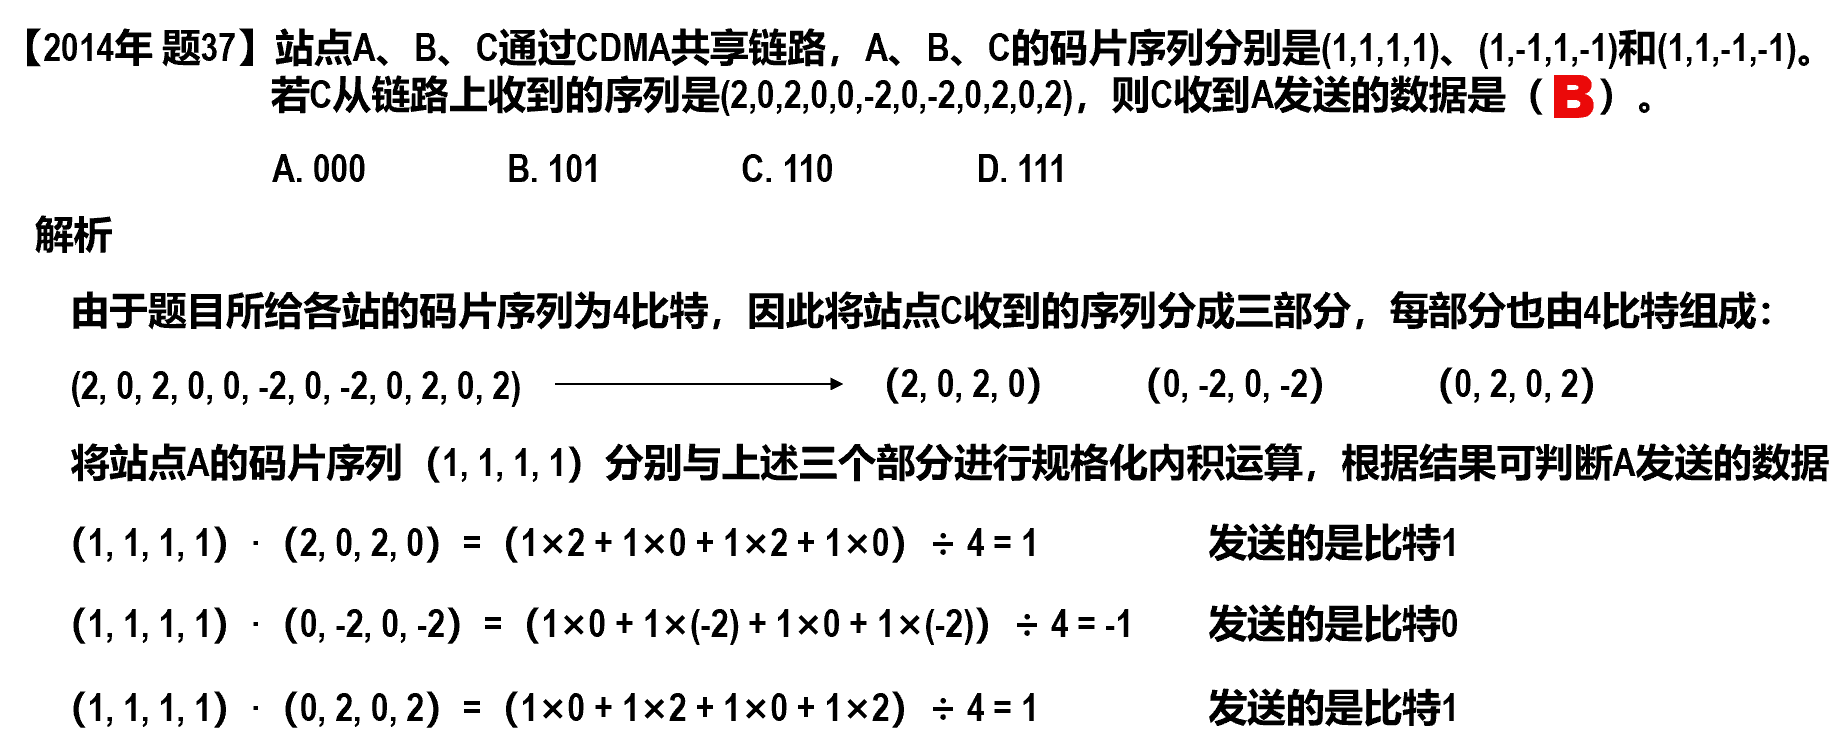 【2014年 题37】站点A、B、C通过CDMA共享链路，A、B、C的码片序列分别是(1,1,1,1)、(1,-1,1,-1)和(1,1,-1,-1)。
若C从链路上收到的序列是(2,0,2,0,0,-2,0,-2,0,2,0,2)，则C收到A发送的数据是（B）。
A. 000 B. 101 C. 110 D. 111
解析
由于题目所给各站的码片序列为4比特，因此将站点C收到的序列分成三部分，每部分也由4比特组成：
(2, 0, 2, 0, 0, -2, 0, -2, 0, 2, 0, 2) （2, 0, 2, 0） （0, -2, 0, -2） （0, 2, 0, 2）
将站点A的码片序列（1, 1, 1, 1）分别与上述三个部分进行规格化内积运算，根据结果可判断A发送的数据
（1, 1, 1, 1）·（2, 0, 2, 0）=（1×2 + 1×0 + 1×2 + 1×0）÷ 4 = 1 发送的是比特1
（1, 1, 1, 1）·（0, -2, 0, -2）=（1×0 + 1×(-2) + 1×0 + 1×(-2)）÷ 4 = -1 发送的是比特0
（1, 1, 1, 1）·（0, 2, 0, 2）=（1×0 + 1×2 + 1×0 + 1×2）÷ 4 = 1 发送的是比特1